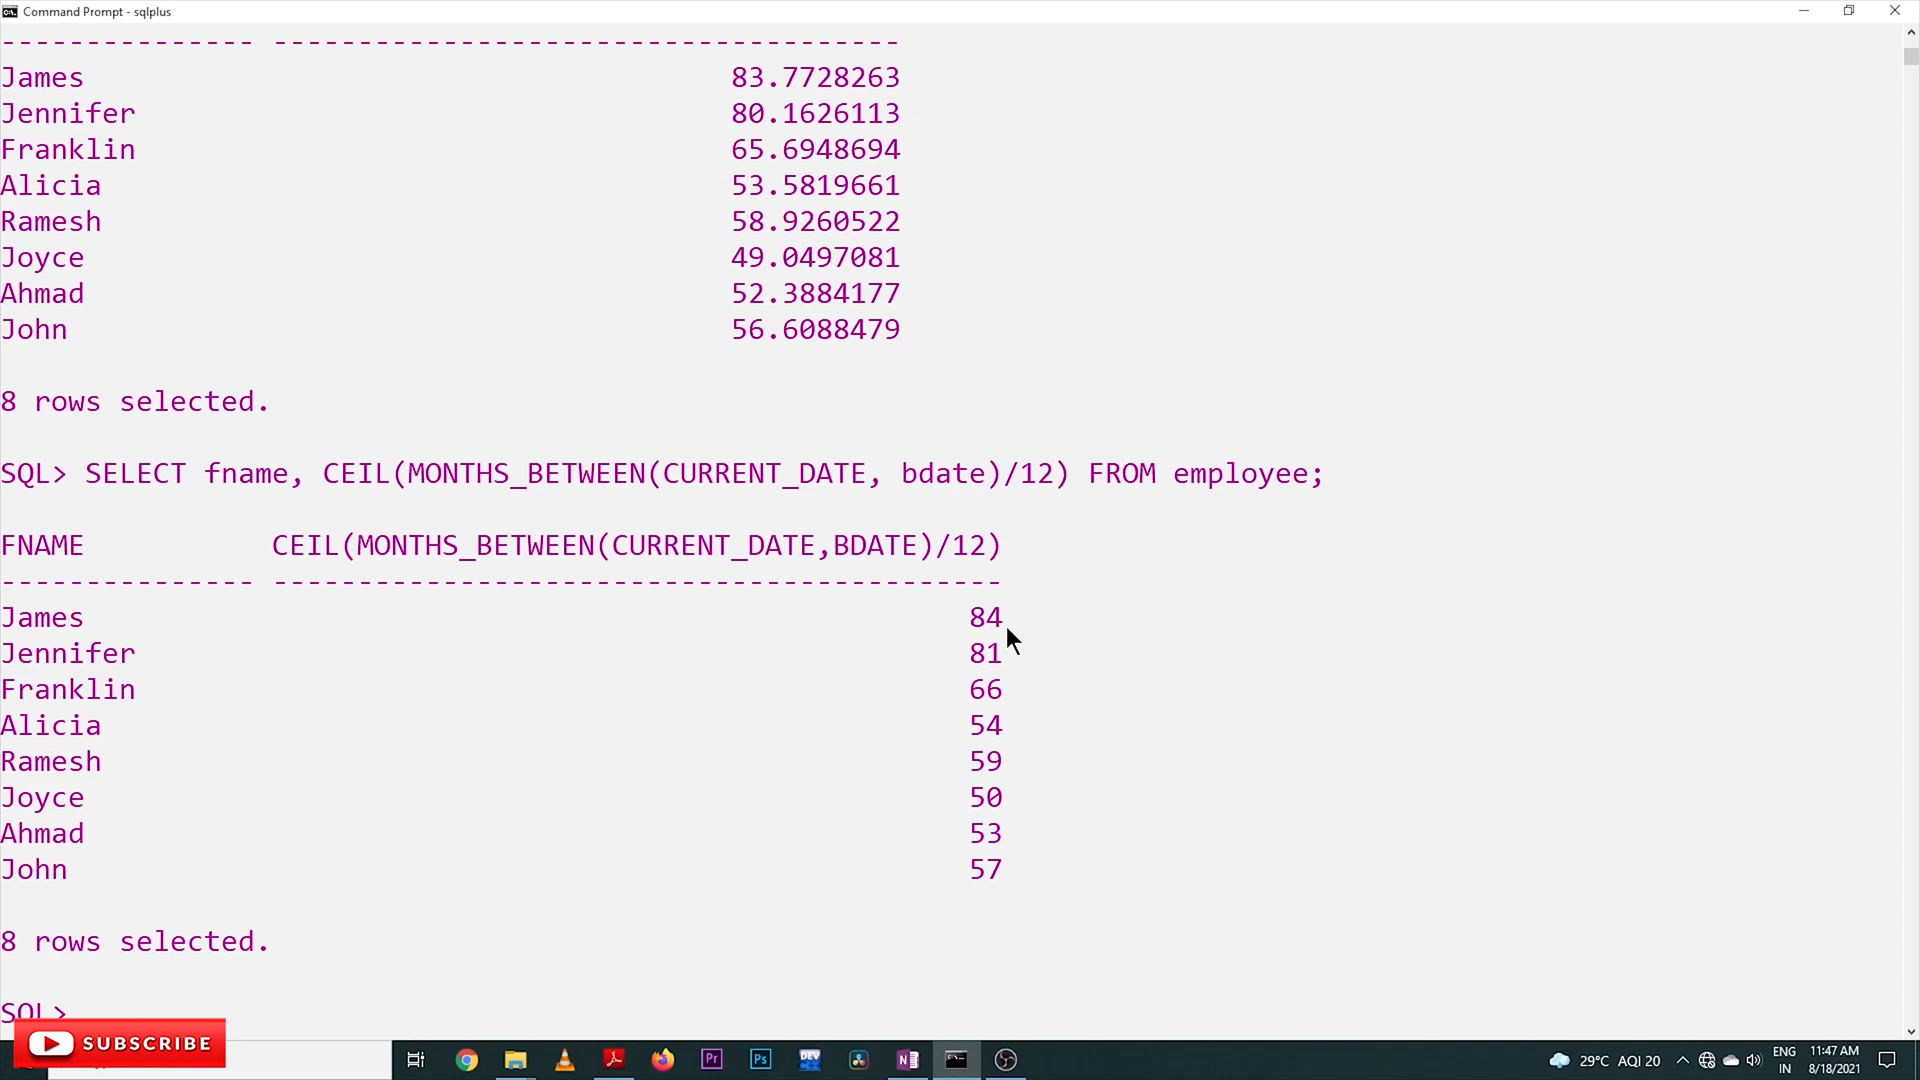 Command Prompt - sqlplus
--------------- -------------------------------------
James 83.7728263
Jennifer 80.1626113
Franklin 65.6948694
Alicia 53.5819661
Ramesh 58.9260522
Joyce 49.0497081
Ahmad 52.3884177
John 56.6088479
8 rows selected.
SQL> SELECT fname, CEIL(MONTHS_BETWEEN(CURRENT_DATE, bdate)/12) FROM employee;
FNAME CEIL(MONTHS_BETWEEN(CURRENT_DATE,BDATE)/12)
--------------- -------------------------------------------
James 84
Jennifer 81
Franklin 66
Alicia 54
Ramesh 59
Joyce 50
Ahmad 53
John 57
8 rows selected.
SQL>
SUBSCRIBE
Pr
Ps
DEV
N
29°C AQI 20
ENG
IN
11:47 AM
8/18/2021